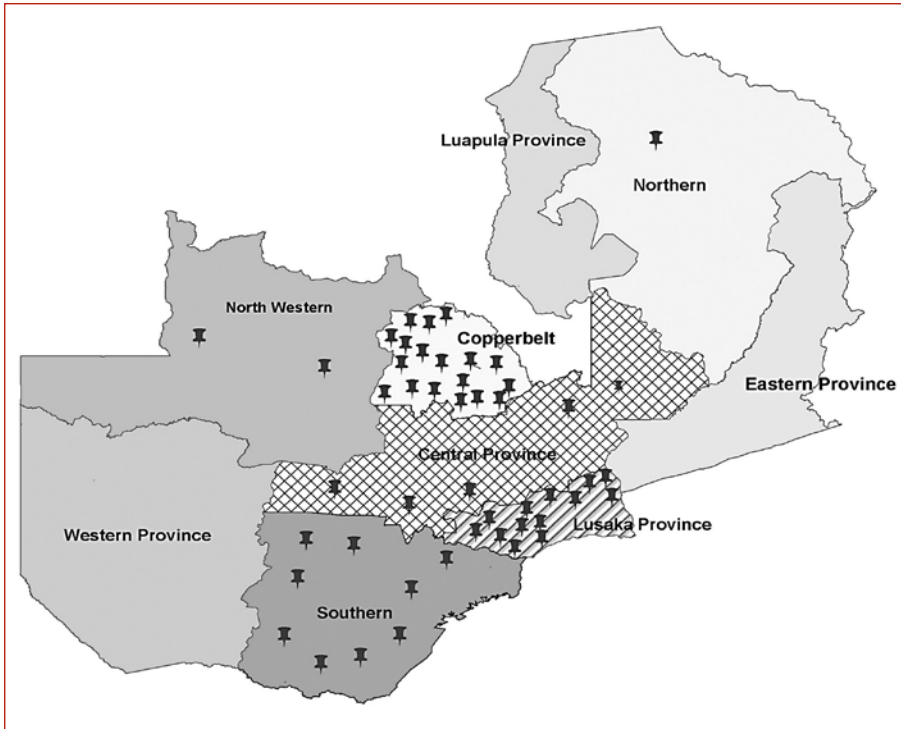 Luapula Province
Northern
North Western
Copperbelt
Eastern Province
Central Province
Western Province
Lusaka Province
Southern